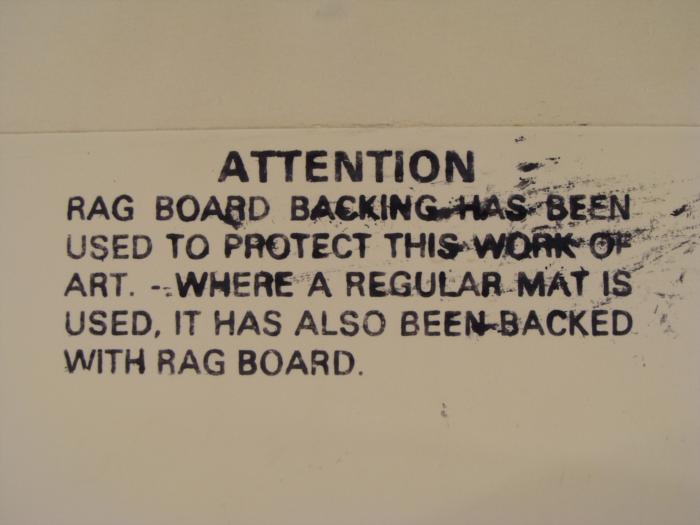 ATTENTION
RAG BOARD BACKING HAS BEEN
USED TO PROTECT THIS WORK OF
ART. -- WHERE A REGULAR MAT IS
USED, IT HAS ALSO BEEN BACKED
WITH RAG BOARD.